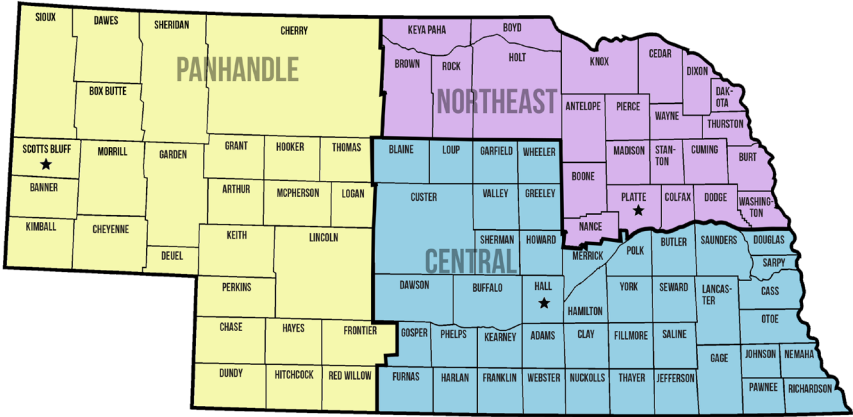 SIOUX
DAWES
SHERIDAN
CHERRY
KEYA PAHA
BOYD
PANHANDLE
BROWN
ROCK
HOLT
KNOX
CEDAR
DIXON
DAK-
OTA
NORTHEAST
BOX BUTTE
ANTELOPE
PIERCE
WAYNE
THURSTON
SCOTTS BLUFF
MORRILL
GARDEN
GRANT
HOOKER
THOMAS
BLAINE
LOUP
GARFIELD
WHEELER
BOONE
MADISON
STAN-
TON
CUMING
BURT
BANNER
ARTHUR
MCPHERSON
LOGAN
CUSTER
VALLEY
GREELEY
PLATTE
COLFAX
DODGE
WASHING-
TON
KIMBALL
CHEYENNE
DEUEL
KEITH
LINCOLN
SHERMAN
HOWARD
NANCE
MERRICK
POLK
BUTLER
SAUNDERS
DOUGLAS
SARPY
CENTRAL
PERKINS
DAWSON
BUFFALO
HALL
HAMILTON
YORK
SEWARD
LANCAS-
TER
CASS
OTOE
CHASE
HAYES
FRONTIER
GOSPER
PHELPS
KEARNEY
ADAMS
CLAY
FILLMORE
SALINE
GAGE
JOHNSON
NEMAHA
DUNDY
HITCHCOCK
RED WILLOW
FURNAS
HARLAN
FRANKLIN
WEBSTER
NUCKOLLS
THAYER
JEFFERSON
PAWNEE
RICHARDSON